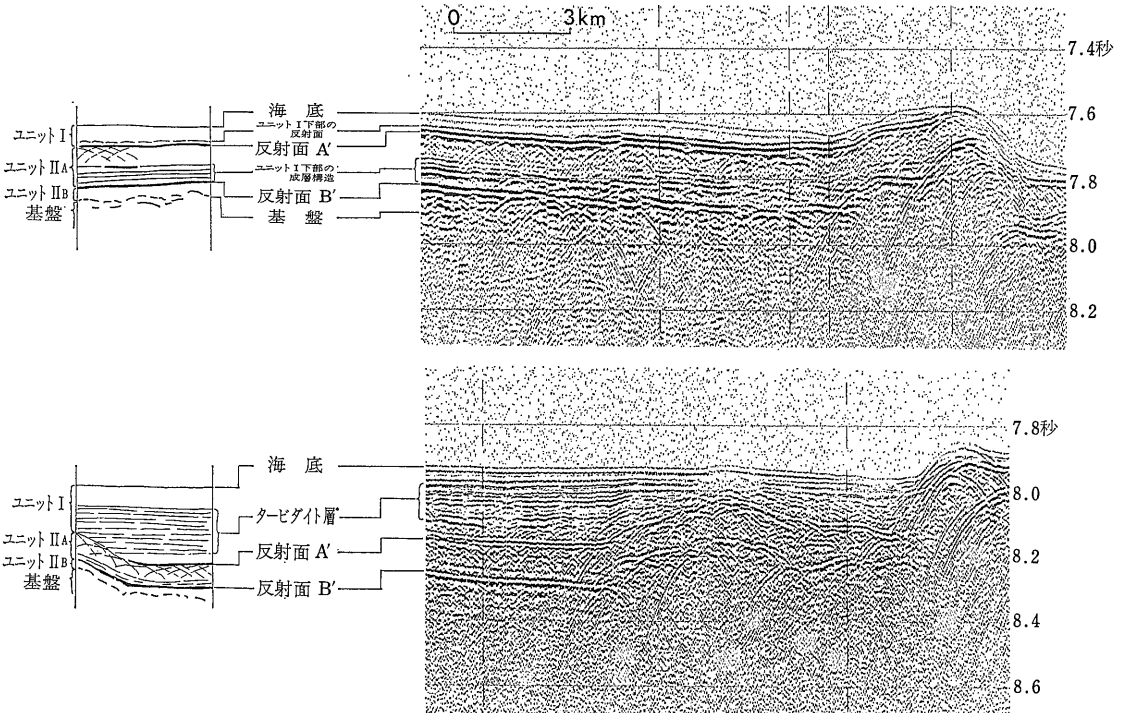 0 3km
7.4秒
7.6
7.8
8.0
8.2
海底
ユニットI下部の
反射面
反射面 A′
ユニットI下部の
成層構造
反射面 B′
基盤
ユニットI
ユニットIIA
ユニットIIB
基盤
7.8秒
8.0
8.2
8.4
8.6
海底
タービダイト層*
反射面 A′
反射面 B′
ユニットI
ユニットIIA
ユニットIIB
基盤